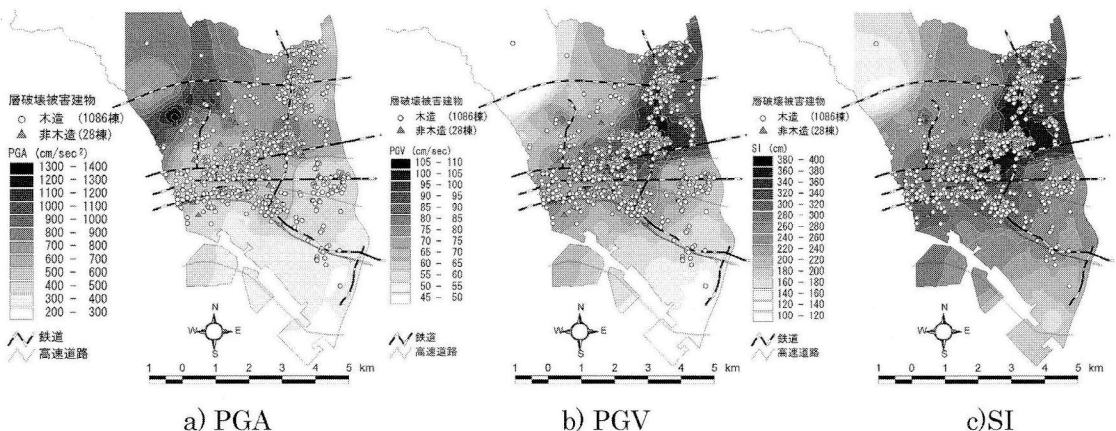 層破壊被害建物
木造 (1086棟)
非木造(28棟)
PGA (cm/sec²)
1300 - 1400
1200 - 1300
1100 - 1200
1000 - 1100
900 - 1000
800 - 900
700 - 800
600 - 700
500 - 600
400 - 500
300 - 400
200 - 300
鉄道
高速道路
N
W E
S
1 0 1 2 3 4 5 km
a) PGA
層破壊被害建物
木造 (1086棟)
非木造(28棟)
PGV (cm/sec)
105 - 110
100 - 105
95 - 100
90 - 95
85 - 90
80 - 85
75 - 80
70 - 75
65 - 70
60 - 65
55 - 60
50 - 55
45 - 50
鉄道
高速道路
N
W E
S
1 0 1 2 3 4 5 km
b) PGV
層破壊被害建物
木造 (1086棟)
非木造(28棟)
SI (cm)
380 - 400
360 - 380
340 - 360
320 - 340
300 - 320
280 - 300
260 - 280
240 - 260
220 - 240
200 - 220
180 - 200
160 - 180
140 - 160
120 - 140
100 - 120
鉄道
高速道路
N
W E
S
1 0 1 2 3 4 5 km
c)SI